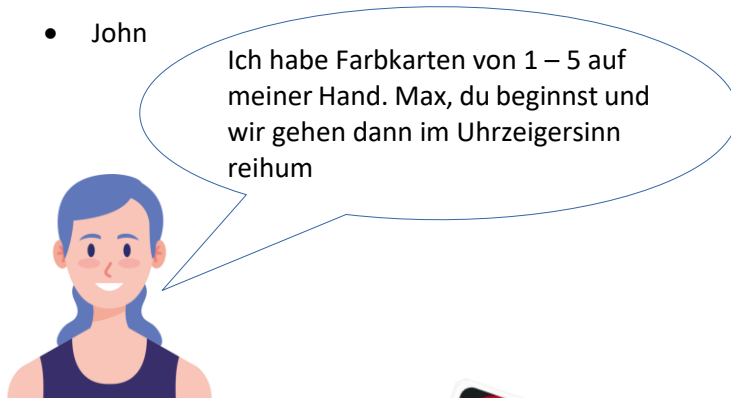 • John
Ich habe Farbkarten von 1 – 5 auf
meiner Hand. Max, du beginnst und
wir gehen dann im Uhrzeigersinn
reihum